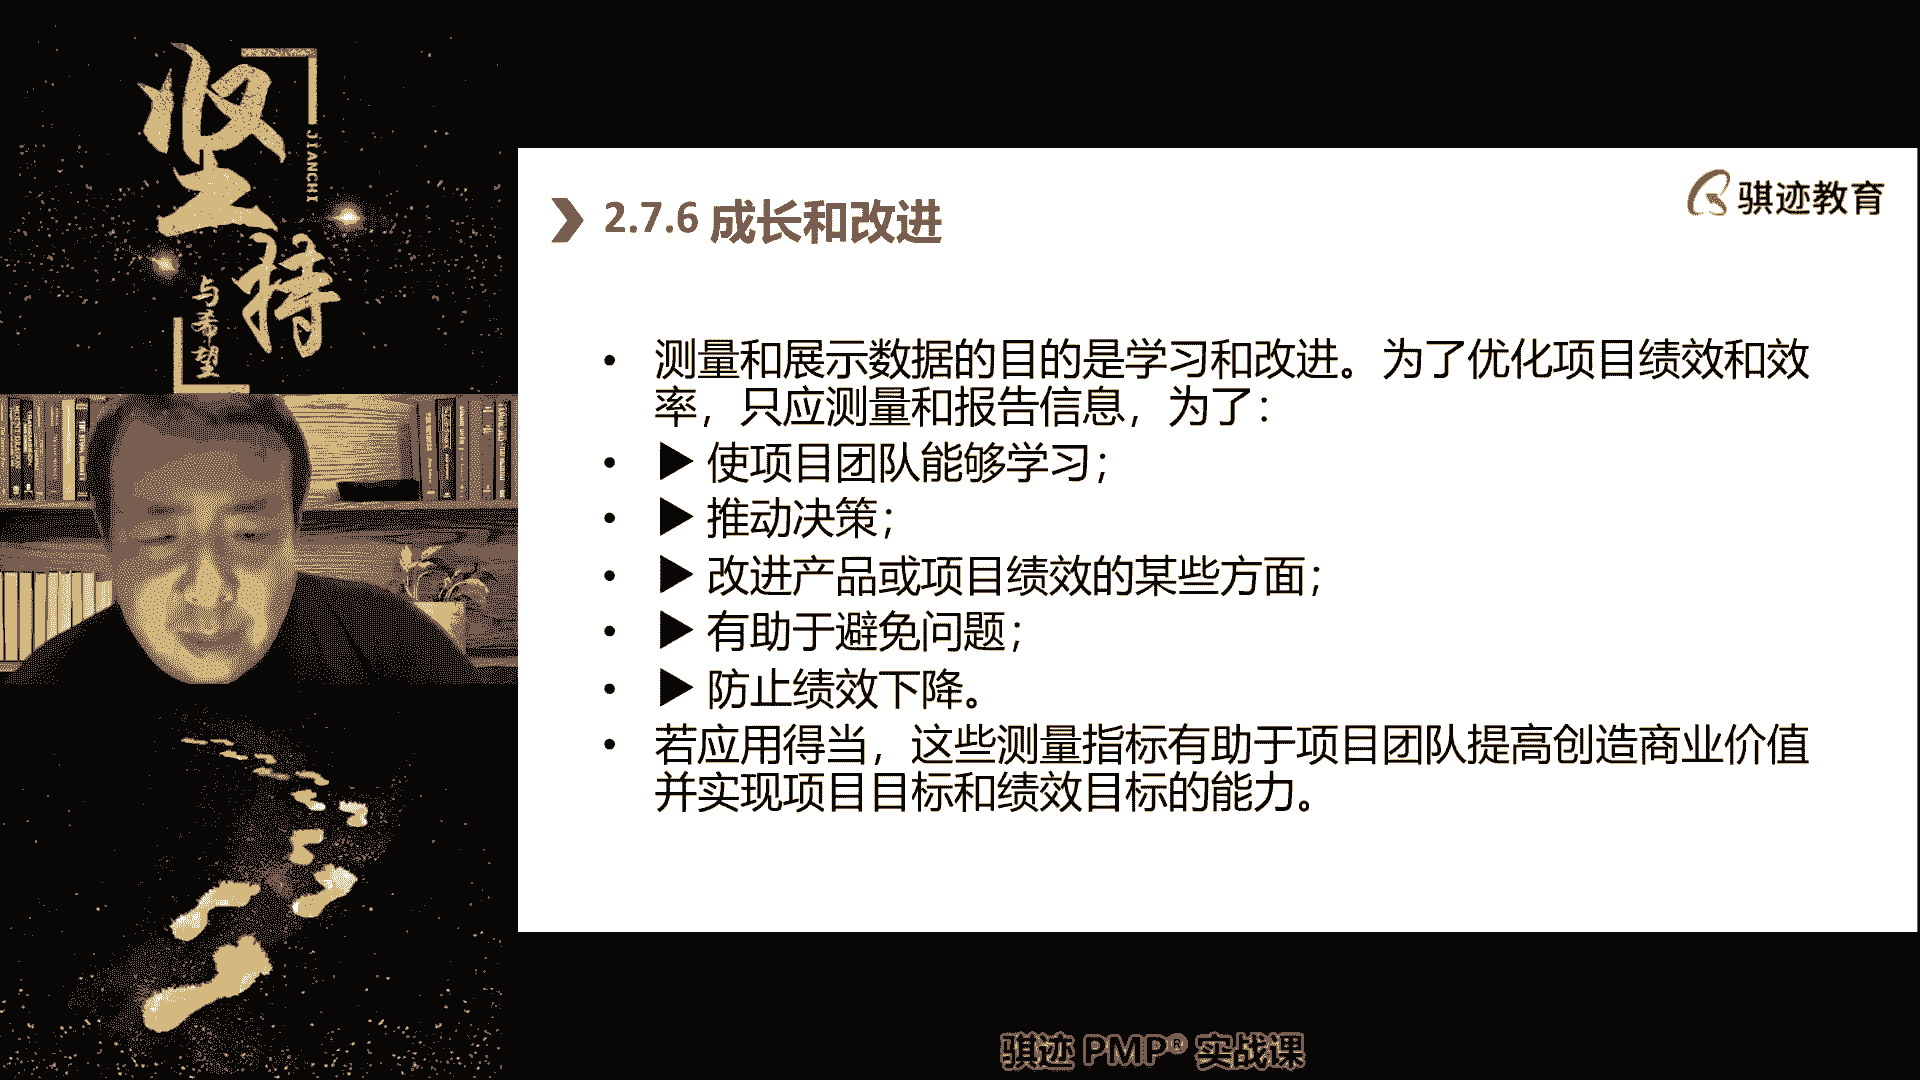 坚持
JIANCHI
与希望
骐迹教育
2.7.6 成长和改进
• 测量和展示数据的目的是学习和改进。为了优化项目绩效和效
率，只应测量和报告信息，为了：
• ▶ 使项目团队能够学习；
• ▶ 推动决策；
• ▶ 改进产品或项目绩效的某些方面；
• ▶ 有助于避免问题；
• ▶ 防止绩效下降。
• 若应用得当，这些测量指标有助于项目团队提高创造商业价值
并实现项目目标和绩效目标的能力。
骐迹 PMP® 实战课